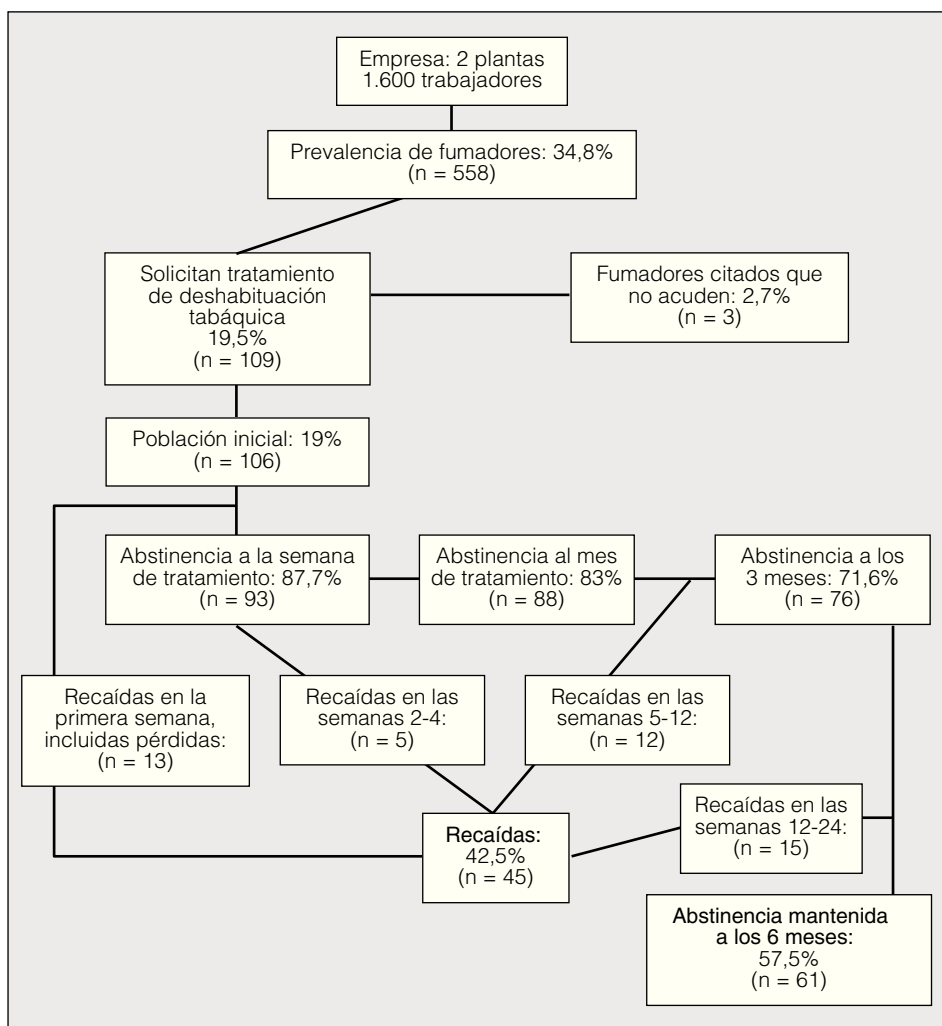 Empresa: 2 plantas
1.600 trabajadores
Prevalencia de fumadores: 34,8%
(n = 558)
Solicitan tratamiento
de deshabituación
tabáquica
19,5%
(n = 109)
Fumadores citados que
no acuden: 2,7%
(n = 3)
Población inicial: 19%
(n = 106)
Abstinencia a la semana
de tratamiento: 87,7%
(n = 93)
Abstinencia al mes
de tratamiento: 83%
(n = 88)
Abstinencia a los
3 meses: 71,6%
(n = 76)
Recaídas en la
primera semana,
incluidas pérdidas:
(n = 13)
Recaídas en las
semanas 2-4:
(n = 5)
Recaídas en las
semanas 5-12:
(n = 12)
Recaídas en las
semanas 12-24:
(n = 15)
Recaídas:
42,5%
(n = 45)
Abstinencia mantenida
a los 6 meses:
57,5%
(n = 61)